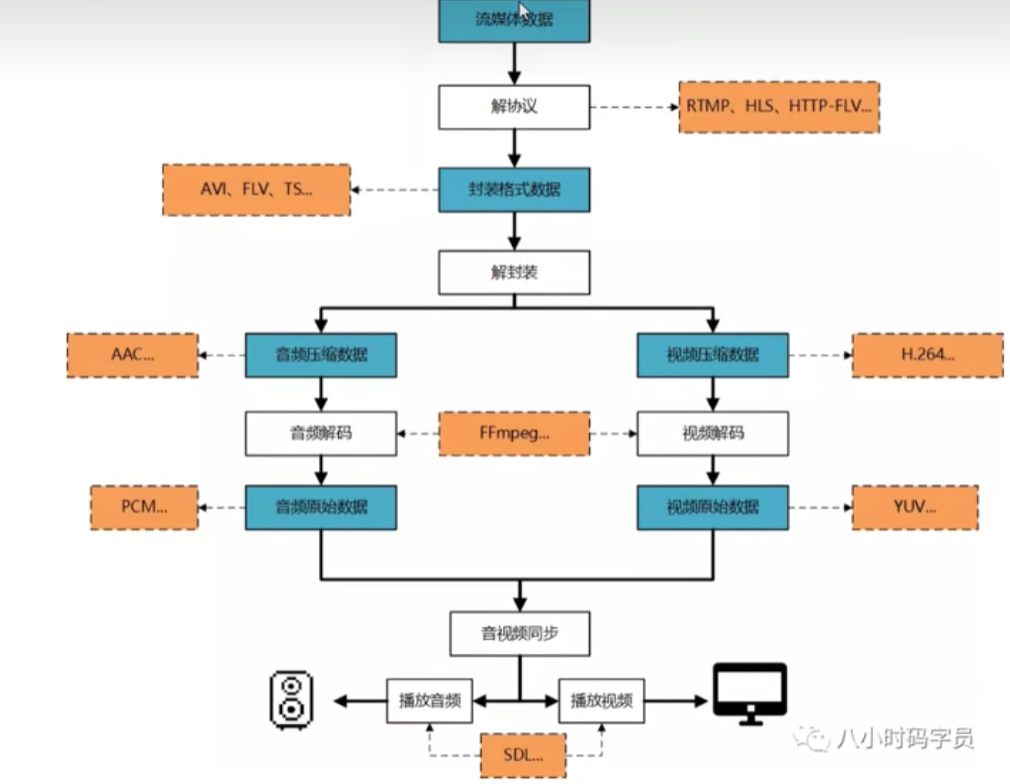 流媒体数据
解协议
RTMP、HLS、HTTP-FLV...
AVI、FLV、TS...
封装格式数据
解封装
AAC...
音频压缩数据
视频压缩数据
H.264...
音频解码
FFmpeg...
视频解码
PCM...
音频原始数据
视频原始数据
YUV...
音视频同步
播放音频
播放视频
SDL...
八小时码字员